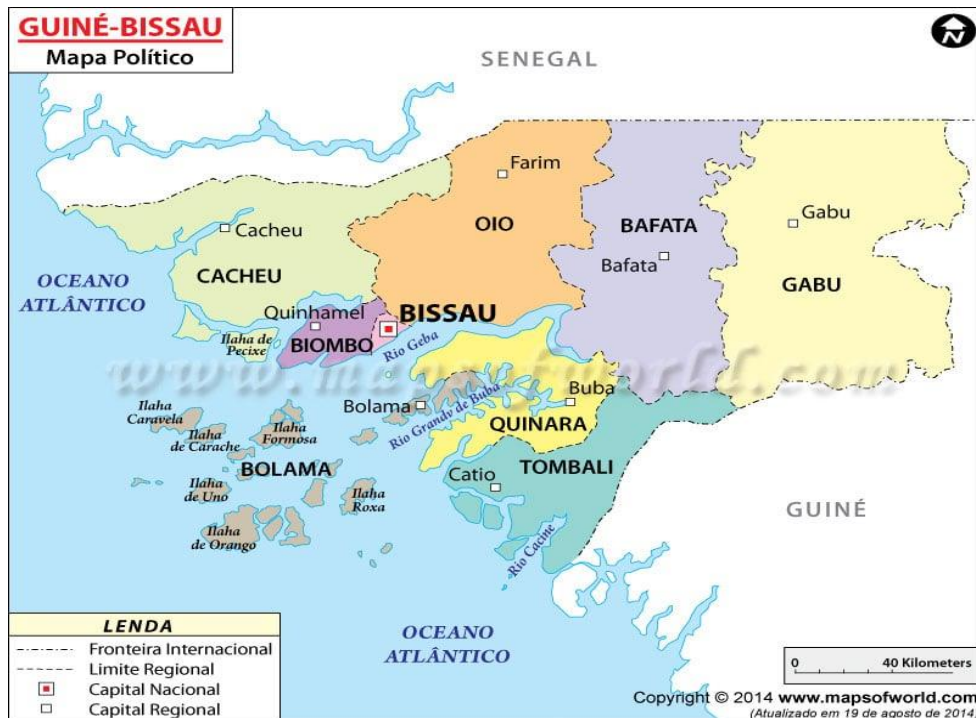 GUINÉ-BISSAU
Mapa Político
N
SENEGAL
Farim
OIO
BAFATA
Gabu
Cacheu
Bafata
CACHEU
GABU
OCEANO
ATLÂNTICO
Quinhamel
BISSAU
BIOMBO
Ilaha de
Pecixe
Rio Geba
www.mapsofworld.com
Bolama
Buba
Rio Grandv de Buba
Ilaha
Caravela
Ilaha
de Carache
Ilaha
Formosa
QUINARA
BOLAMA
TOMBALI
Catio
Ilaha
de Uno
Ilaha
Roxa
GUINÉ
Ilaha
de Orango
Rio Cacine
OCEANO
ATLÂNTICO
LENDA
Fronteira Internacional
Limite Regional
Capital Nacional
Capital Regional
0 40 Kilometers
Copyright © 2014 www.mapsofworld.com
(Atualizado em 19 de agosto de 2014)